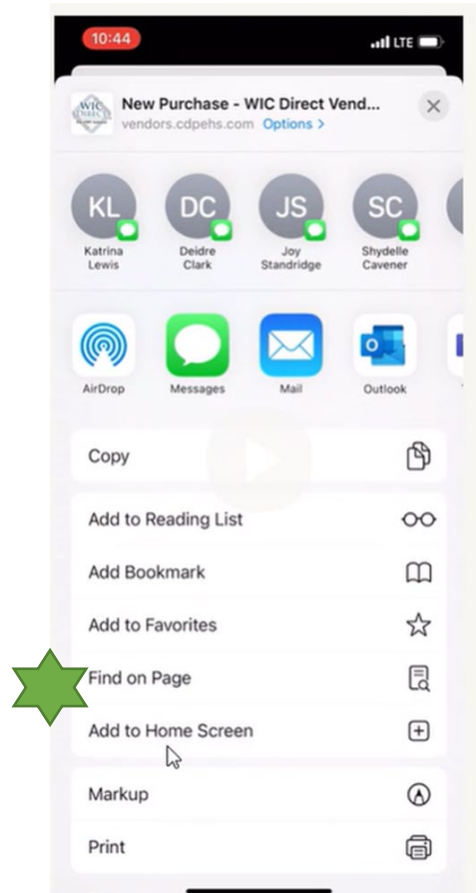 10:44
LTE
WIC
DIRECT
New Purchase - WIC Direct Vend...
vendors.cdpehs.com Options >
KL
DC
JS
SC
Katrina
Lewis
Deidre
Clark
Joy
Standridge
Shydelle
Cavener
AirDrop
Messages
Mail
Outlook
Copy
Add to Reading List
Add Bookmark
Add to Favorites
Find on Page
Add to Home Screen
Markup
Print